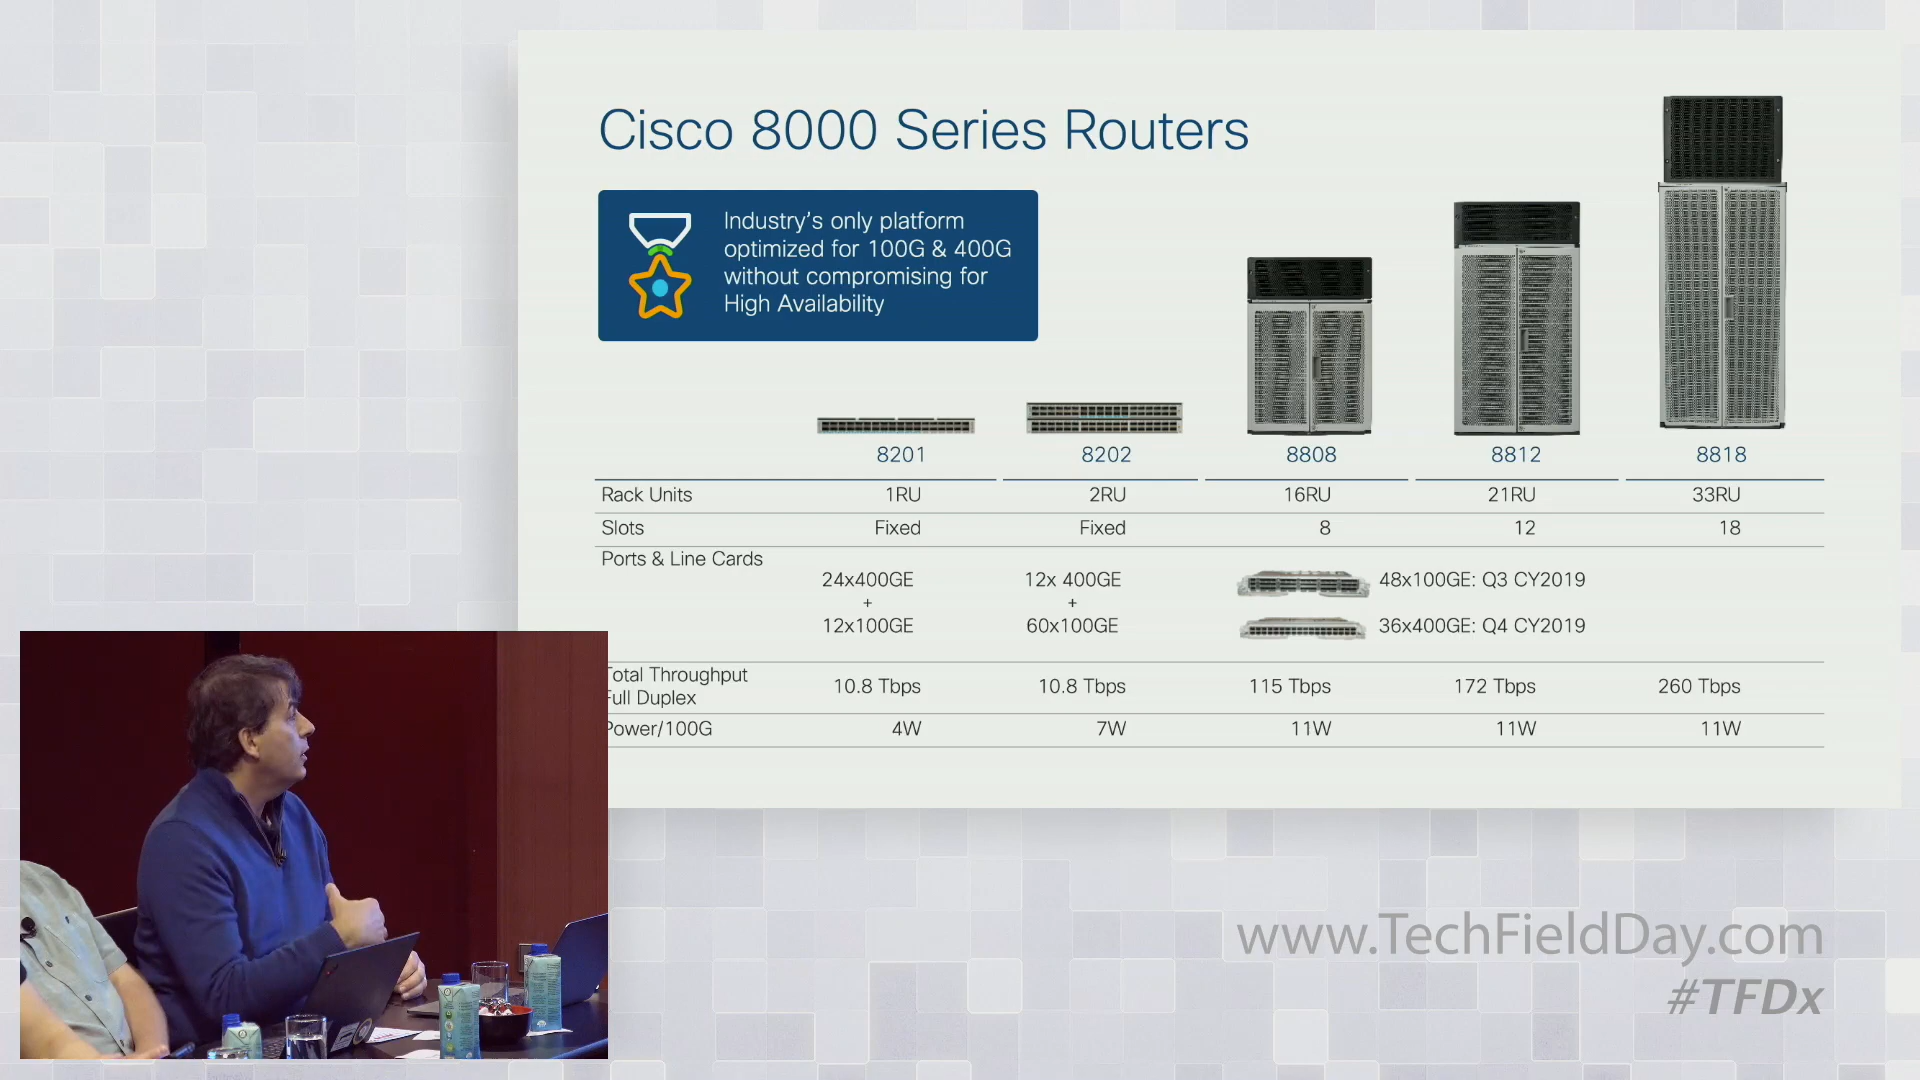 Cisco 8000 Series Routers
Industry's only platform
optimized for 100G & 400G
without compromising for
High Availability
8201 8202 8808 8812 8818
Rack Units 1RU 2RU 16RU 21RU 33RU
Slots Fixed Fixed 8 12 18
Ports & Line Cards
24x400GE 12x 400GE 48x100GE: Q3 CY2019
+ +
12x100GE 60x100GE 36x400GE: Q4 CY2019
Total Throughput
Full Duplex
10.8 Tbps 10.8 Tbps 115 Tbps 172 Tbps 260 Tbps
Power/100G 4W 7W 11W 11W 11W
www.TechFieldDay.com
#TFDx